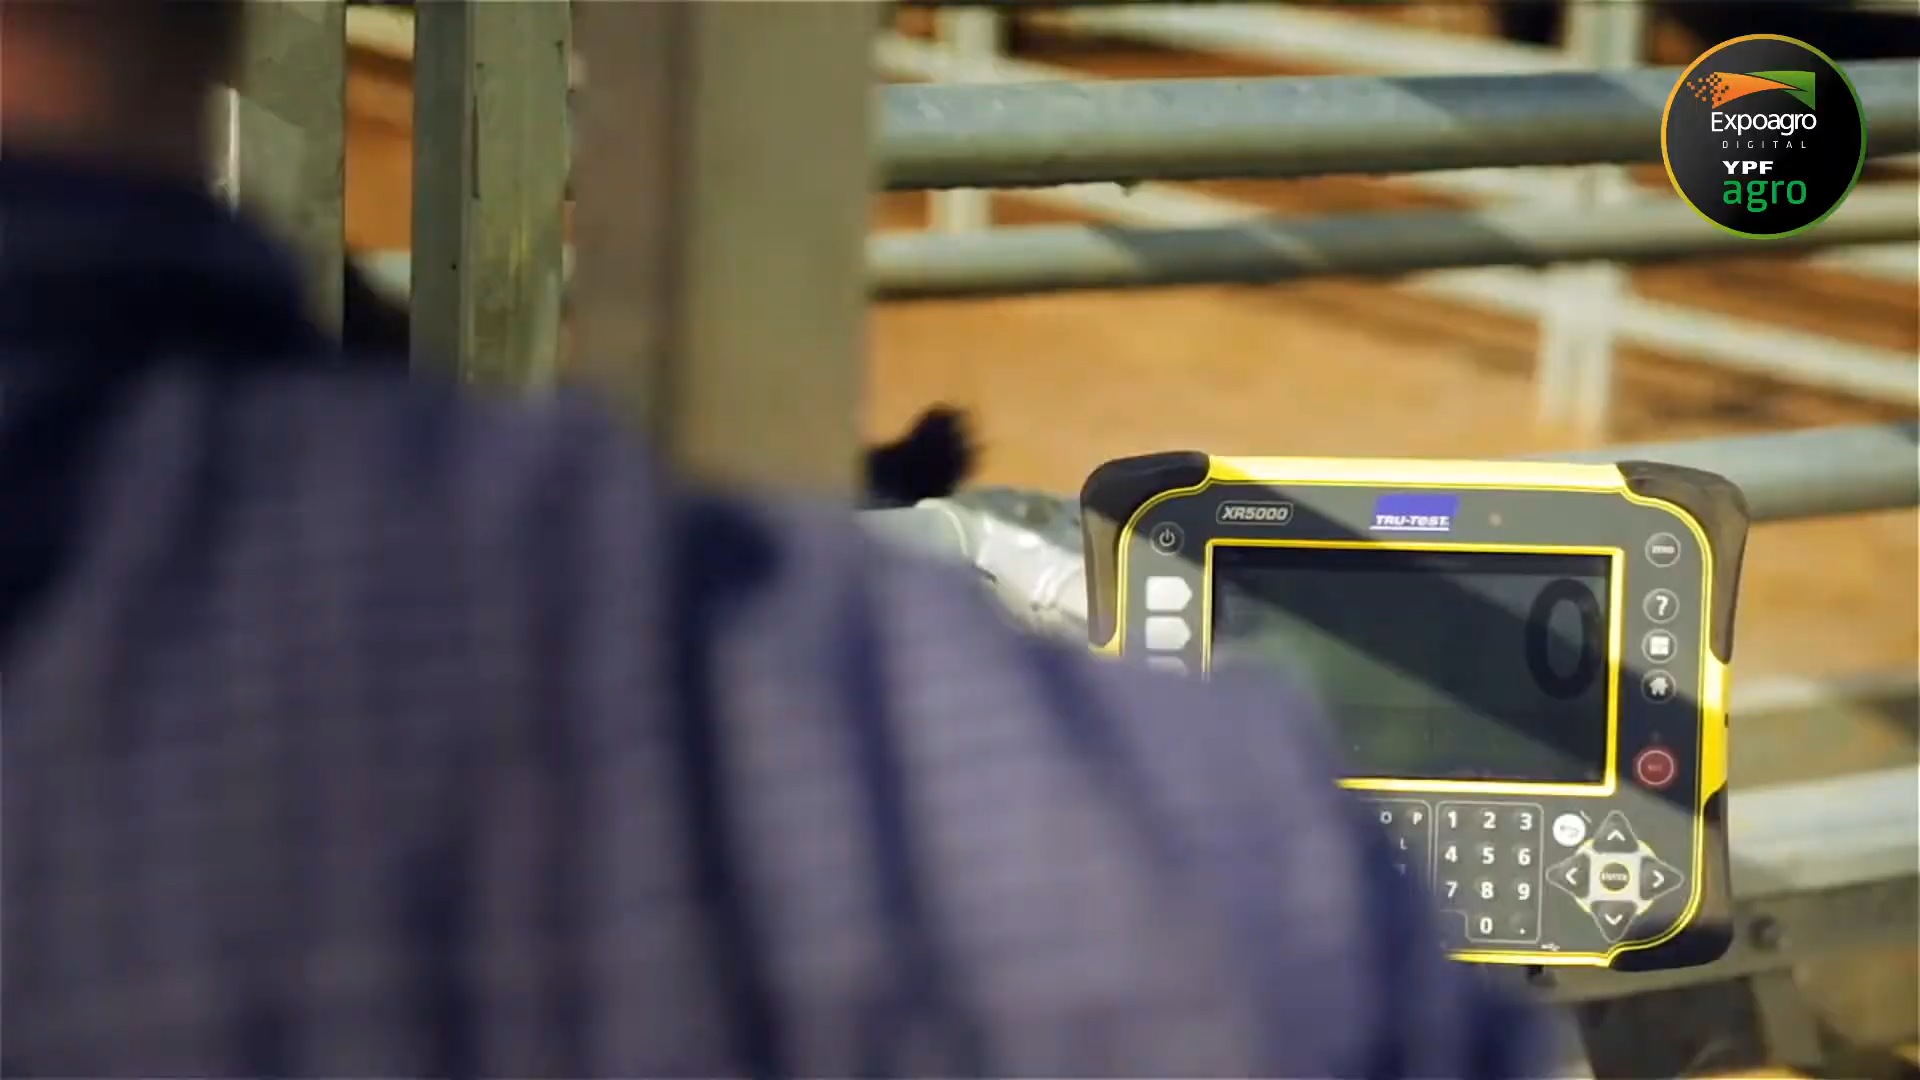 Expoagro
DIGITAL
YPF
agro
XR5000
TRU-TEST
ZERO
?
O P
L
1 2 3
4 5 6
7 8 9
0 .
ENTER
0